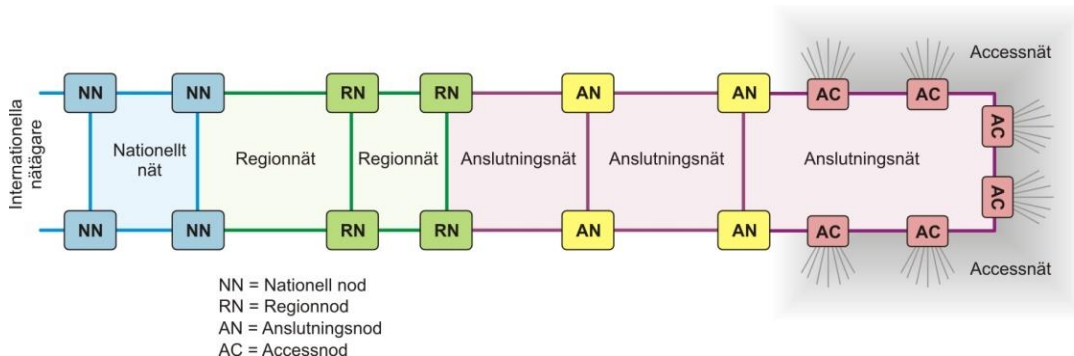 Accessnät
NN NN RN RN AN AN AC AC
AC
Internationella
nätägare
Nationellt
nät
Regionnät Regionnät Anslutningsnät Anslutningsnät Anslutningsnät
AC
NN NN RN RN AN AN AC AC
Accessnät
NN = Nationell nod
RN = Regionnod
AN = Anslutningsnod
AC = Accessnod